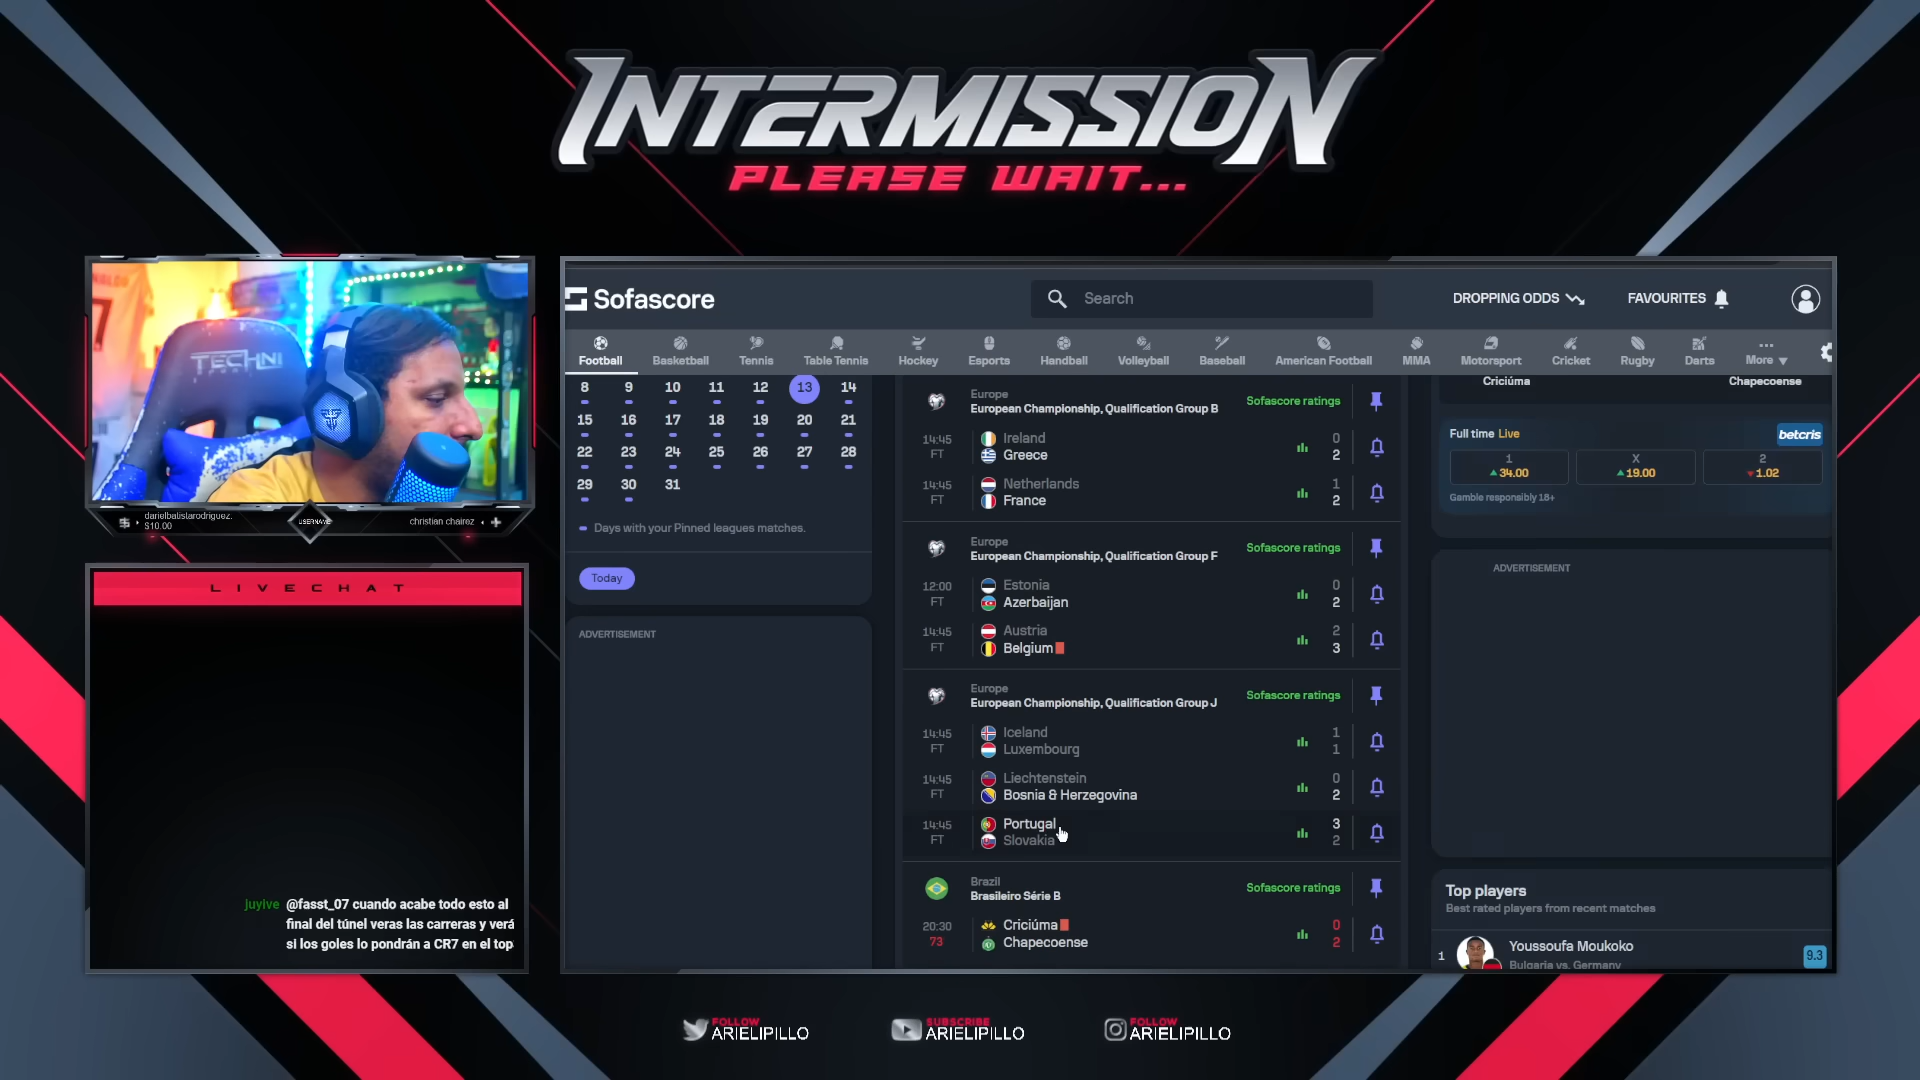 INTERMISSION
PLEASE WAIT...
TECHNI
danielbatistarodriguez:
$10.00
USERNAME
christian chairez
LIVECHAT
juyive @fasst_07 cuando acabe todo esto al
final del túnel veras las carreras y verá
si los goles lo pondrán a CR7 en el top
Sofascore
Search
DROPPING ODDS
FAVOURITES
Football
Basketball
Tennis
Table Tennis
Hockey
Esports
Handball
Volleyball
Baseball
American Football
MMA
Motorsport
Cricket
Rugby
Darts
More
8 9 10 11 12 13 14
15 16 17 18 19 20 21
22 23 24 25 26 27 28
29 30 31
Days with your Pinned leagues matches.
Today
ADVERTISEMENT
Europe
European Championship, Qualification Group B
Sofascore ratings
14:45 Ireland 0
FT Greece 2
14:45 Netherlands 1
FT France 2
Europe
European Championship, Qualification Group F
Sofascore ratings
12:00 Estonia 0
FT Azerbaijan 2
14:45 Austria 2
FT Belgium 3
Europe
European Championship, Qualification Group J
Sofascore ratings
14:45 Iceland 1
FT Luxembourg 1
14:45 Liechtenstein 0
FT Bosnia & Herzegovina 2
14:45 Portugal 3
FT Slovakia 2
Brazil
Brasileiro Série B
Sofascore ratings
20:30 Criciúma 0
73 Chapecoense 2
Criciúma
Chapecoense
Full time Live
betcris
1 X 2
34.00 19.00 1.02
Gamble responsibly 18+
ADVERTISEMENT
Top players
Best rated players from recent matches
1 Youssoufa Moukoko 9.3
Bulgaria vs. Germany
FOLLOW
ARIELIPILLO
SUBSCRIBE
ARIELIPILLO
FOLLOW
ARIELIPILLO